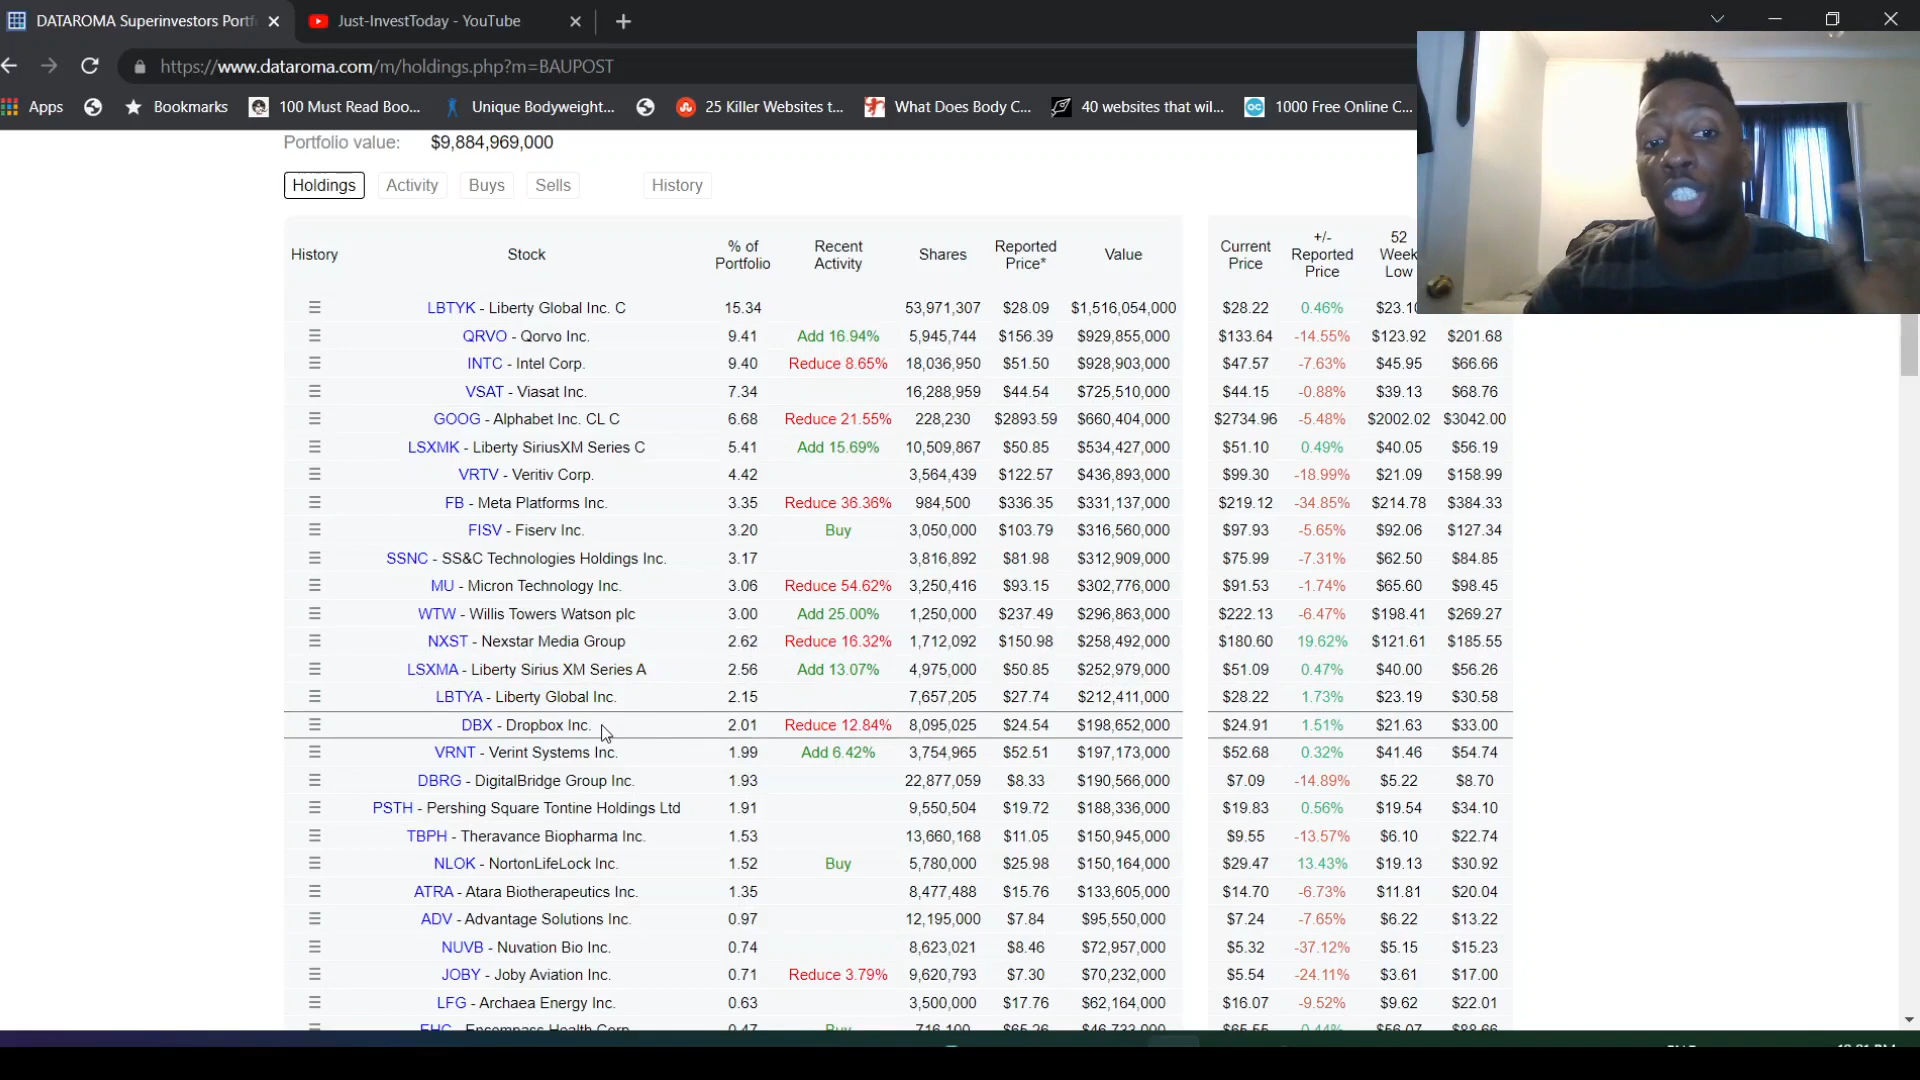 DATAROMA Superinvestors Portf
Just-InvestToday - YouTube
https://www.dataroma.com/m/holdings.php?m=BAUPOST
Apps Bookmarks 100 Must Read Boo... Unique Bodyweight... 25 Killer Websites t... What Does Body C... 40 websites that wil... 1000 Free Online C...
Portfolio value: $9,884,969,000
Holdings Activity Buys Sells History
History Stock % of Portfolio Recent Activity Shares Reported Price* Value Current Price +/- Reported Price 52 Week Low
LBTYK - Liberty Global Inc. C 15.34 53,971,307 $28.09 $1,516,054,000 $28.22 0.46% $23.10
QRVO - Qorvo Inc. 9.41 Add 16.94% 5,945,744 $156.39 $929,855,000 $133.64 -14.55% $123.92 $201.68
INTC - Intel Corp. 9.40 Reduce 8.65% 18,036,950 $51.50 $928,903,000 $47.57 -7.63% $45.95 $66.66
VSAT - Viasat Inc. 7.34 16,288,959 $44.54 $725,510,000 $44.15 -0.88% $39.13 $68.76
GOOG - Alphabet Inc. CL C 6.68 Reduce 21.55% 228,230 $2893.59 $660,404,000 $2734.96 -5.48% $2002.02 $3042.00
LSXMK - Liberty SiriusXM Series C 5.41 Add 15.69% 10,509,867 $50.85 $534,427,000 $51.10 0.49% $40.05 $56.19
VRTV - Veritiv Corp. 4.42 3,564,439 $122.57 $436,893,000 $99.30 -18.99% $21.09 $158.99
FB - Meta Platforms Inc. 3.35 Reduce 36.36% 984,500 $336.35 $331,137,000 $219.12 -34.85% $214.78 $384.33
FISV - Fiserv Inc. 3.20 Buy 3,050,000 $103.79 $316,560,000 $97.93 -5.65% $92.06 $127.34
SSNC - SS&C Technologies Holdings Inc. 3.17 3,816,892 $81.98 $312,909,000 $75.99 -7.31% $62.50 $84.85
MU - Micron Technology Inc. 3.06 Reduce 54.62% 3,250,416 $93.15 $302,776,000 $91.53 -1.74% $65.60 $98.45
WTW - Willis Towers Watson plc 3.00 Add 25.00% 1,250,000 $237.49 $296,863,000 $222.13 -6.47% $198.41 $269.27
NXST - Nexstar Media Group 2.62 Reduce 16.32% 1,712,092 $150.98 $258,492,000 $180.60 19.62% $121.61 $185.55
LSXMA - Liberty Sirius XM Series A 2.56 Add 13.07% 4,975,000 $50.85 $252,979,000 $51.09 0.47% $40.00 $56.26
LBTYA - Liberty Global Inc. 2.15 7,657,205 $27.74 $212,411,000 $28.22 1.73% $23.19 $30.58
DBX - Dropbox Inc. 2.01 Reduce 12.84% 8,095,025 $24.54 $198,652,000 $24.91 1.51% $21.63 $33.00
VRNT - Verint Systems Inc. 1.99 Add 6.42% 3,754,965 $52.51 $197,173,000 $52.68 0.32% $41.46 $54.74
DBRG - DigitalBridge Group Inc. 1.93 22,877,059 $8.33 $190,566,000 $7.09 -14.89% $5.22 $8.70
PSTH - Pershing Square Tontine Holdings Ltd 1.91 9,550,504 $19.72 $188,336,000 $19.83 0.56% $19.54 $34.10
TBPH - Theravance Biopharma Inc. 1.53 13,660,168 $11.05 $150,945,000 $9.55 -13.57% $6.10 $22.74
NLOK - NortonLifeLock Inc. 1.52 Buy 5,780,000 $25.98 $150,164,000 $29.47 13.43% $19.13 $30.92
ATRA - Atara Biotherapeutics Inc. 1.35 8,477,488 $15.76 $133,605,000 $14.70 -6.73% $11.81 $20.04
ADV - Advantage Solutions Inc. 0.97 12,195,000 $7.84 $95,550,000 $7.24 -7.65% $6.22 $13.22
NUVB - Nuvation Bio Inc. 0.74 8,623,021 $8.46 $72,957,000 $5.32 -37.12% $5.15 $15.23
JOBY - Joby Aviation Inc. 0.71 Reduce 3.79% 9,620,793 $7.30 $70,232,000 $5.54 -24.11% $3.61 $17.00
LFG - Archaea Energy Inc. 0.63 3,500,000 $17.76 $62,164,000 $16.07 -9.52% $9.62 $22.01
EHC - Encompass Health Corp. 0.47 Buy 716,100 $65.26 $46,733,000 $65.55 0.44% $56.07 $88.66